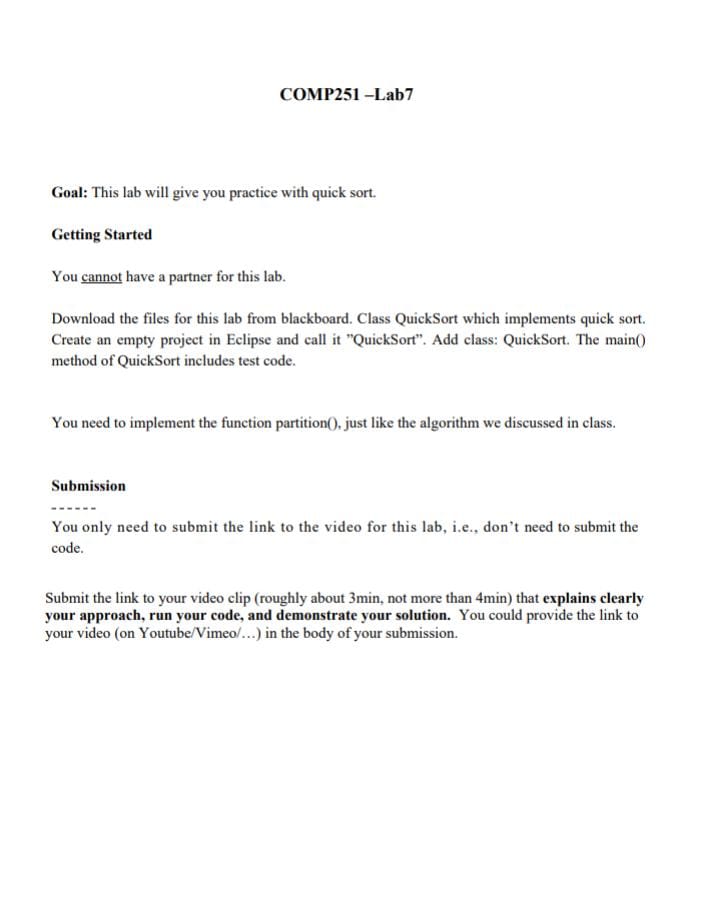 COMP251 –Lab7
Goal: This lab will give you practice with quick sort.
Getting Started
You cannot have a partner for this lab.
Download the files for this lab from blackboard. Class QuickSort which implements quick sort.
Create an empty project in Eclipse and call it ”QuickSort”. Add class: QuickSort. The main()
method of QuickSort includes test code.
You need to implement the function partition(), just like the algorithm we discussed in class.
Submission
------
You only need to submit the link to the video for this lab, i.e., don’t need to submit the
code.
Submit the link to your video clip (roughly about 3min, not more than 4min) that explains clearly
your approach, run your code, and demonstrate your solution. You could provide the link to
your video (on Youtube/Vimeo/…) in the body of your submission.